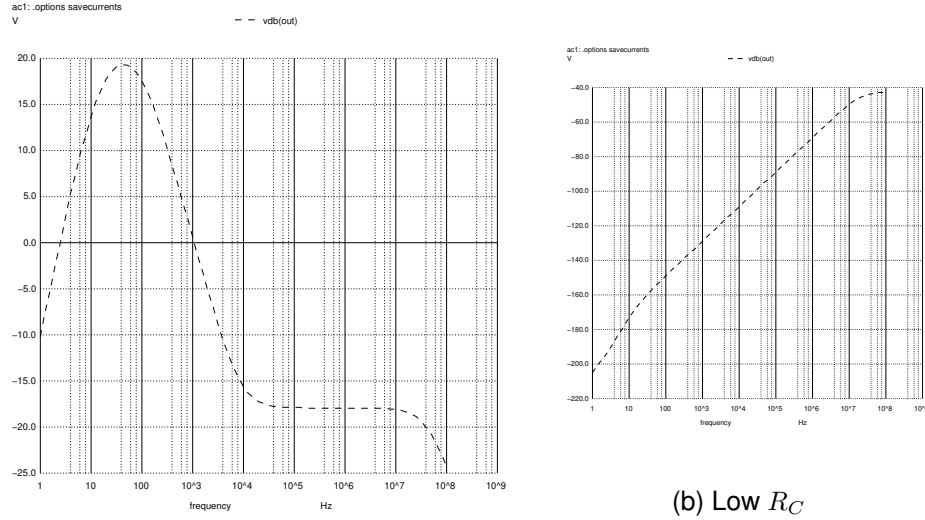 ac1: .options savecurrents
V
vdb(out)
20.0
15.0
10.0
5.0
0.0
−5.0
−10.0
−15.0
−20.0
−25.0
1 10 100 10^3 10^4 10^5 10^6 10^7 10^8 10^9
frequency Hz
ac1: .options savecurrents
V
vdb(out)
−40.0
−60.0
−80.0
−100.0
−120.0
−140.0
−160.0
−180.0
−200.0
−220.0
1 10 100 10^3 10^4 10^5 10^6 10^7 10^8 10^
frequency Hz
(b) Low R_C